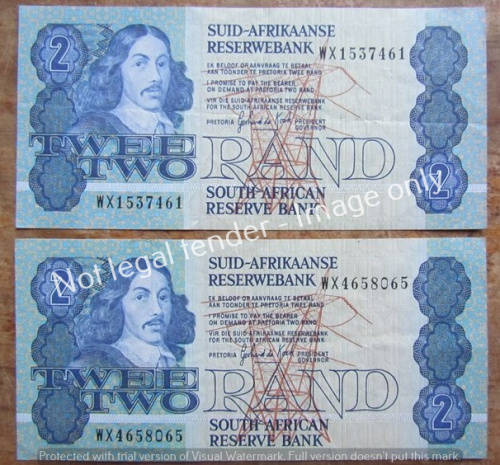 2
SUID-AFRIKAANSE
RESERWEBANK WX1537461
EK BELOOF OM AANVRAAG TE BETAAL
AAN TOONDER TE PRETORIA TWEE RAND
I PROMISE TO PAY THE BEARER
ON DEMAND AT PRETORIA TWO RAND
VIR DIE SUID-AFRIKAANSE RESERWEBANK
FOR THE SOUTH AFRICAN RESERVE BANK
PRETORIA PRESIDENT
GOVERNOR
TWEE
TWO
RAND
2
WX1537461
SOUTH AFRICAN
RESERVE BANK
Not legal tender - Image only
2
SUID-AFRIKAANSE
RESERWEBANK WX4658065
EK BELOOF OM AANVRAAG TE BETAAL
AAN TOONDER TE PRETORIA TWEE RAND
I PROMISE TO PAY THE BEARER
ON DEMAND AT PRETORIA TWO RAND
VIR DIE SUID-AFRIKAANSE RESERWEBANK
FOR THE SOUTH AFRICAN RESERVE BANK
PRETORIA PRESIDENT
GOVERNOR
TWEE
TWO
RAND
2
WX4658065
SOUTH AFRICAN
RESERVE BANK
Protected with trial version of Visual Watermark. Full version doesn't put this mark.